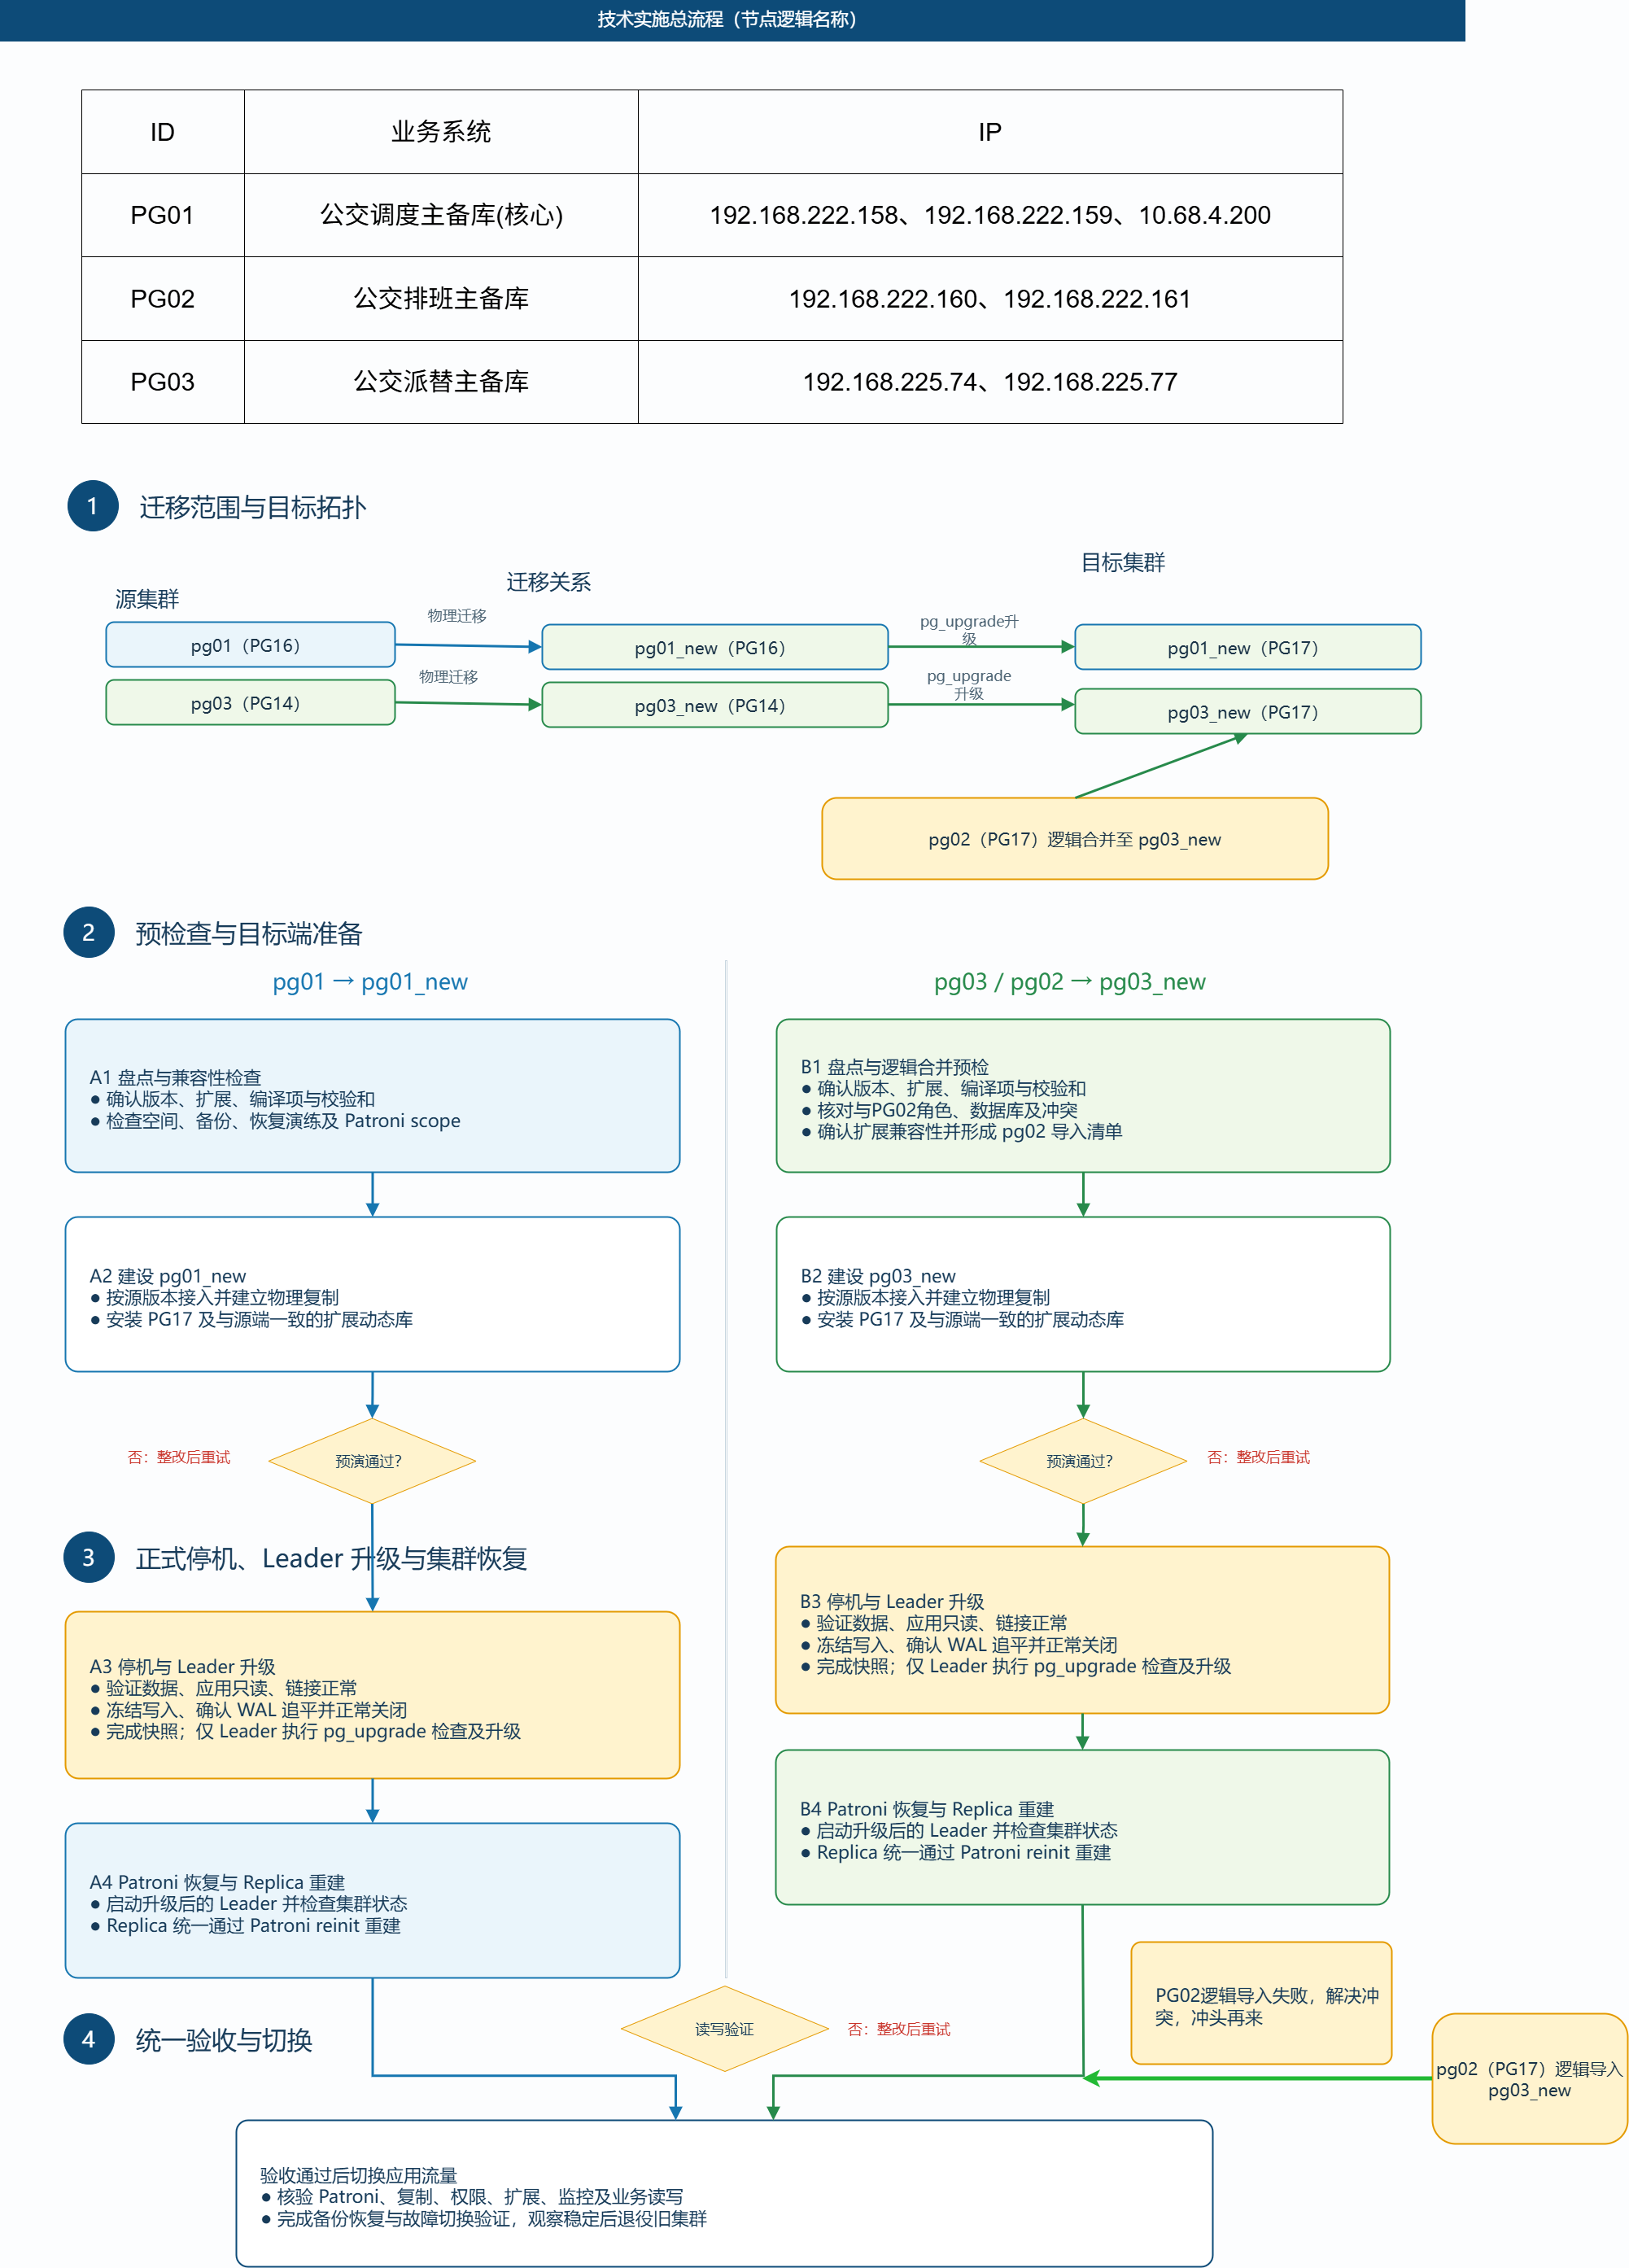 技术实施总流程（节点逻辑名称）
ID
业务系统
IP
PG01
公交调度主备库(核心)
192.168.222.158、192.168.222.159、10.68.4.200
PG02
公交排班主备库
192.168.222.160、192.168.222.161
PG03
公交派替主备库
192.168.225.74、192.168.225.77
1
迁移范围与目标拓扑
源集群
迁移关系
目标集群
pg01（PG16）
物理迁移
pg01_new（PG16）
pg_upgrade升
级
pg01_new（PG17）
pg03（PG14）
物理迁移
pg03_new（PG14）
pg_upgrade
升级
pg03_new（PG17）
pg02（PG17）逻辑合并至 pg03_new
2
预检查与目标端准备
pg01 → pg01_new
A1 盘点与兼容性检查
● 确认版本、扩展、编译项与校验和
● 检查空间、备份、恢复演练及 Patroni scope
A2 建设 pg01_new
● 按源版本接入并建立物理复制
● 安装 PG17 及与源端一致的扩展动态库
预演通过?
否：整改后重试
pg03 / pg02 → pg03_new
B1 盘点与逻辑合并预检
● 确认版本、扩展、编译项与校验和
● 核对与PG02角色、数据库及冲突
● 确认扩展兼容性并形成 pg02 导入清单
B2 建设 pg03_new
● 按源版本接入并建立物理复制
● 安装 PG17 及与源端一致的扩展动态库
预演通过?
否：整改后重试
3
正式停机、Leader 升级与集群恢复
A3 停机与 Leader 升级
● 验证数据、应用只读、链接正常
● 冻结写入、确认 WAL 追平并正常关闭
● 完成快照；仅 Leader 执行 pg_upgrade 检查及升级
A4 Patroni 恢复与 Replica 重建
● 启动升级后的 Leader 并检查集群状态
● Replica 统一通过 Patroni reinit 重建
B3 停机与 Leader 升级
● 验证数据、应用只读、链接正常
● 冻结写入、确认 WAL 追平并正常关闭
● 完成快照；仅 Leader 执行 pg_upgrade 检查及升级
B4 Patroni 恢复与 Replica 重建
● 启动升级后的 Leader 并检查集群状态
● Replica 统一通过 Patroni reinit 重建
4
统一验收与切换
读写验证
否：整改后重试
PG02逻辑导入失败，解决冲
突，冲头再来
pg02（PG17）逻辑导入
pg03_new
验收通过后切换应用流量
● 核验 Patroni、复制、权限、扩展、监控及业务读写
● 完成备份恢复与故障切换验证，观察稳定后退役旧集群